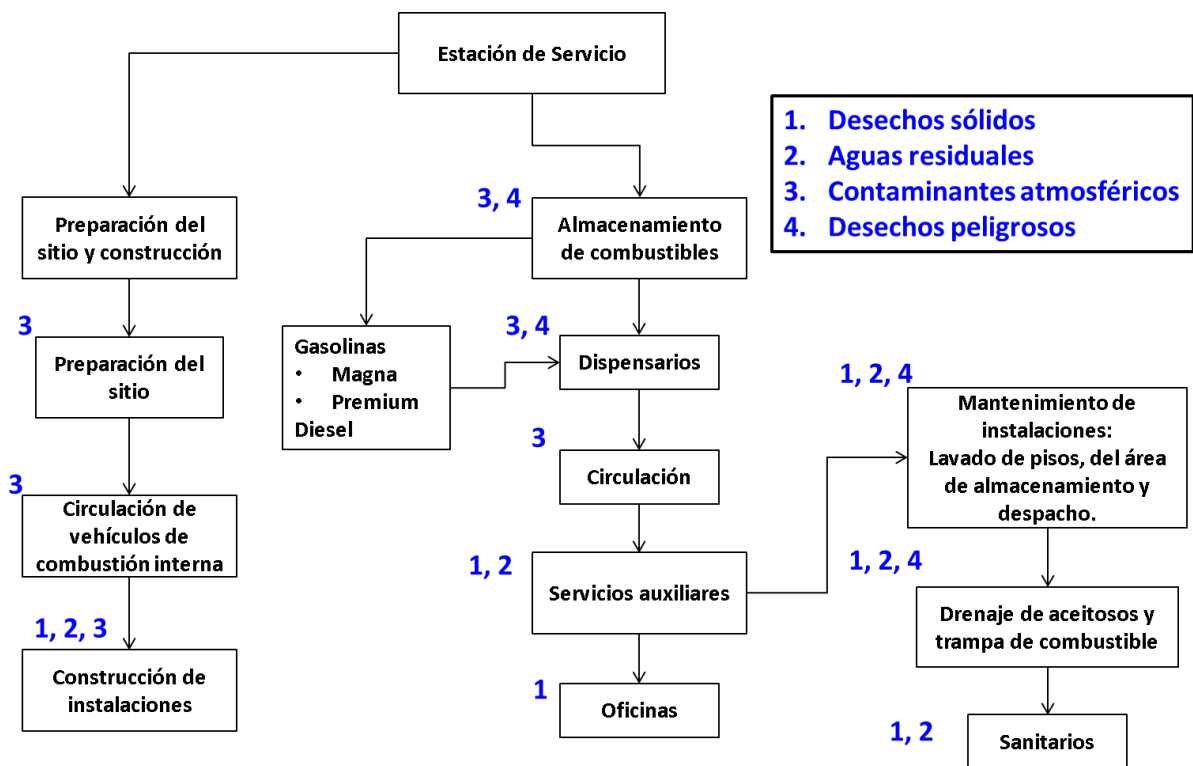 Estación de Servicio
1. Desechos sólidos
2. Aguas residuales
3. Contaminantes atmosféricos
4. Desechos peligrosos
Preparación del
sitio y construcción
3
Preparación del
sitio
3
Circulación de
vehículos de
combustión interna
1, 2, 3
Construcción de
instalaciones
3, 4
Almacenamiento
de combustibles
Gasolinas
• Magna
• Premium
Diesel
3, 4
Dispensarios
3
Circulación
1, 2
Servicios auxiliares
1
Oficinas
1, 2, 4
Mantenimiento de
instalaciones:
Lavado de pisos, del área
de almacenamiento y
despacho.
1, 2, 4
Drenaje de aceitosos y
trampa de combustible
1, 2
Sanitarios